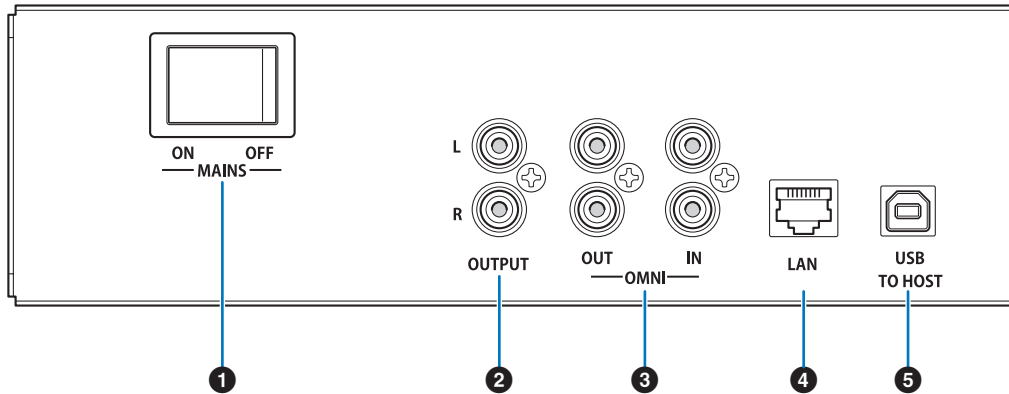 ON OFF
MAINS
L
R
OUTPUT
OUT IN
OMNI
LAN
USB
TO HOST
1 2 3 4 5